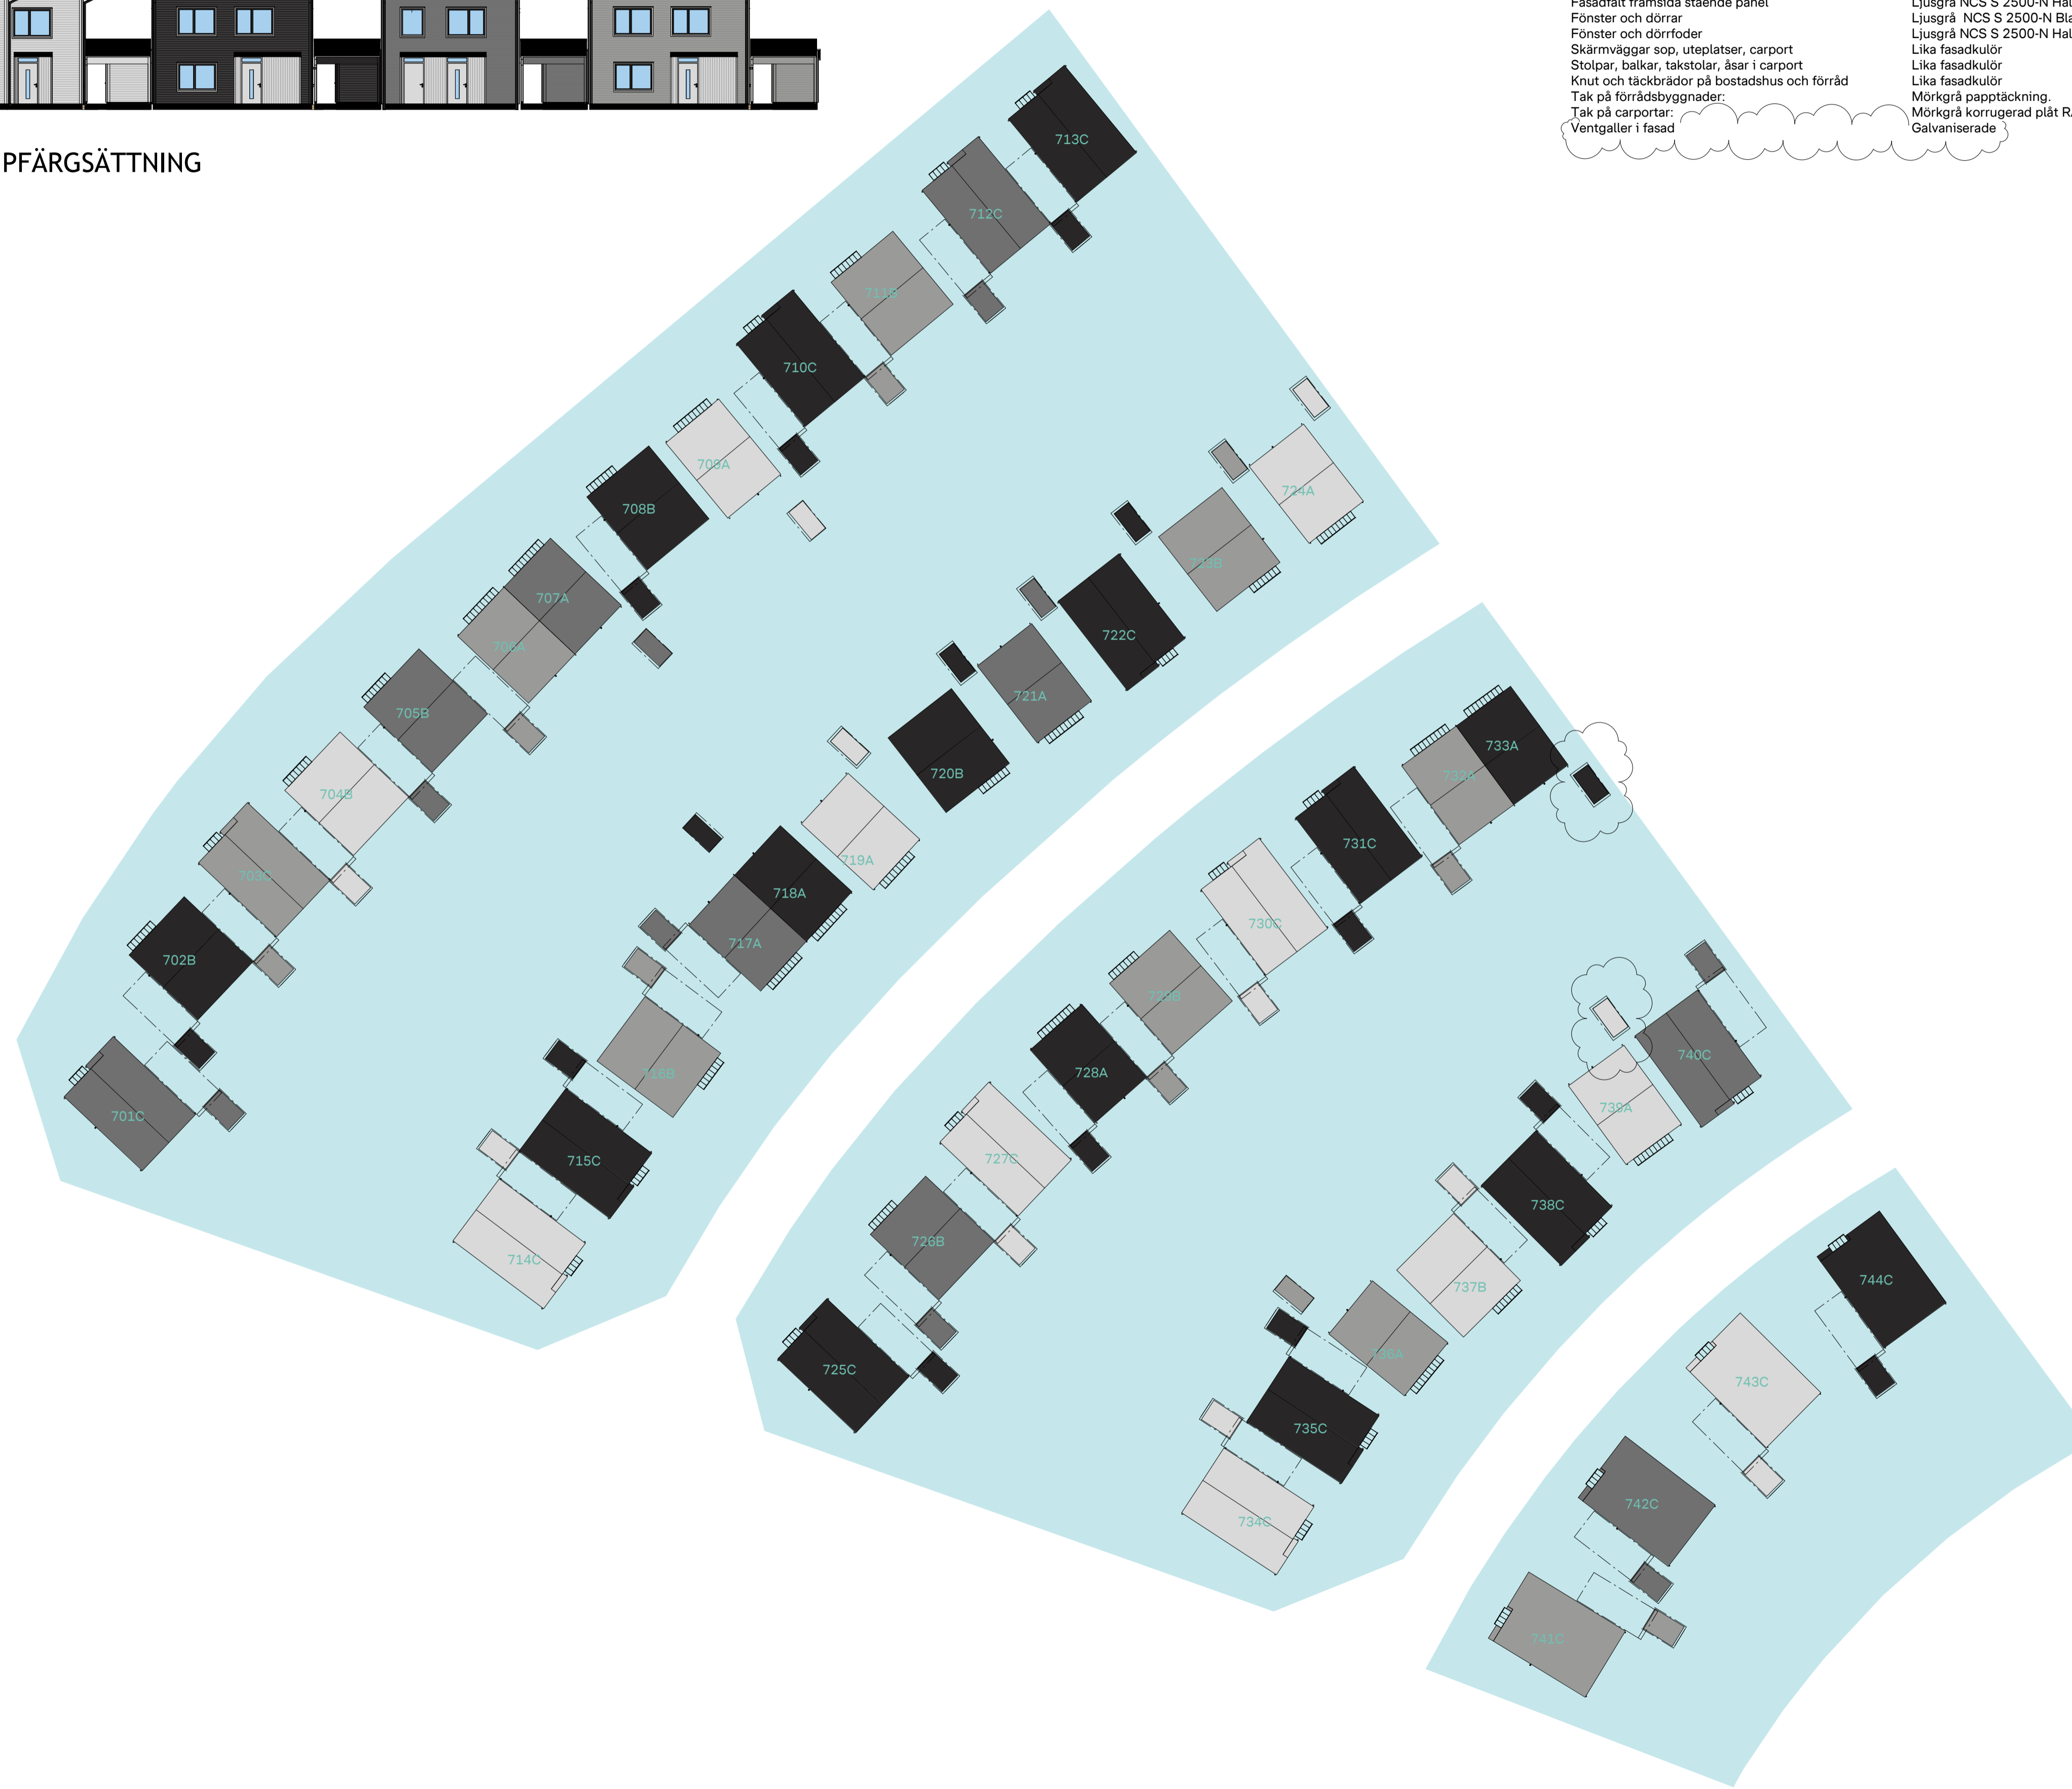 Fasadfält framsida stående panel Ljusgrå NCS S 2500-N
Fönster och dörrar Ljusgrå NCS S 2500-N
Fönster och dörrfoder Ljusgrå NCS S 2500-N
Skärmväggar sop, uteplatser, carport Lika fasadkulör
Stolpar, balkar, takstolar, åsar i carport Lika fasadkulör
Knut och täckbrädor på bostadshus och förråd Lika fasadkulör
Tak på förrådsbyggnader: Mörkgrå papptäckning.
Tak på carportar: Mörkgrå korrugerad plåt
Ventgaller i fasad Galvaniserade
PFÄRGSÄTTNING
713C
712C
711B
710C
709A
708B
707A
706A
705B
704B
703C
702B
701C
724A
723B
722C
721A
720B
719A
718A
717A
716B
715C
714C
733A
732A
731C
730C
729B
728A
727C
726B
725C
740C
739A
738C
737B
736A
735C
734C
744C
743C
742C
741C